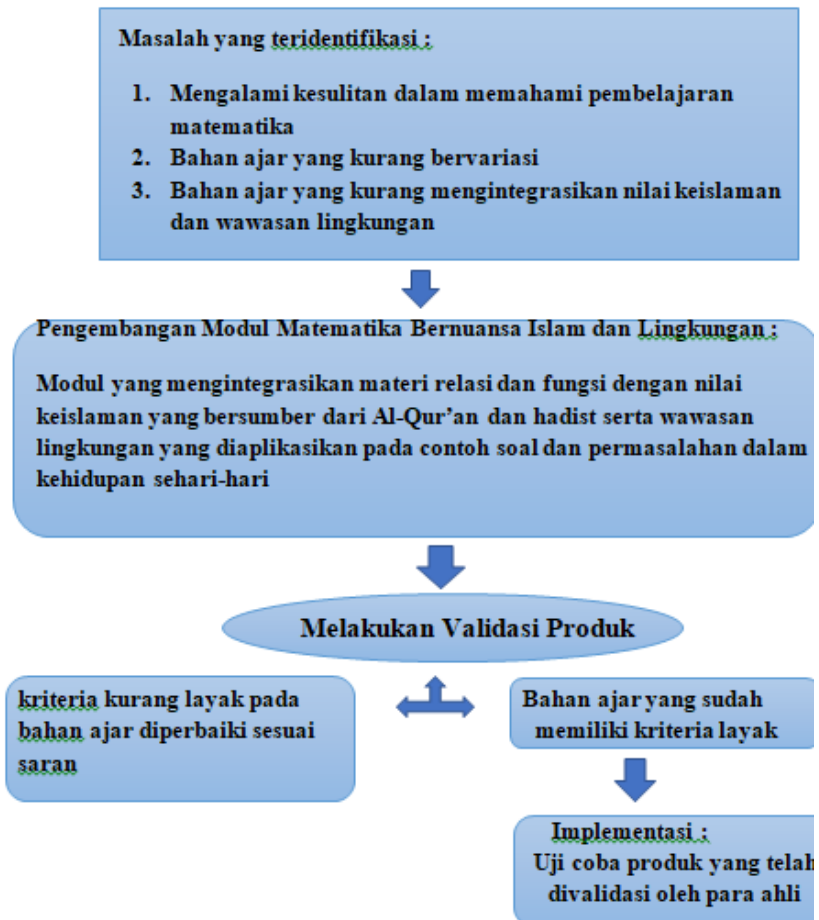 Masalah yang teridentifikasi :
1. Mengalami kesulitan dalam memahami pembelajaran
matematika
2. Bahan ajar yang kurang bervariasi
3. Bahan ajar yang kurang mengintegrasikan nilai keislaman
dan wawasan lingkungan
Pengembangan Modul Matematika Bernuansa Islam dan Lingkungan :
Modul yang mengintegrasikan materi relasi dan fungsi dengan nilai
keislaman yang bersumber dari Al-Qur’an dan hadist serta wawasan
lingkungan yang diaplikasikan pada contoh soal dan permasalahan dalam
kehidupan sehari-hari
Melakukan Validasi Produk
kriteria kurang layak pada
bahan ajar diperbaiki sesuai
saran
Bahan ajar yang sudah
memiliki kriteria layak
Implementasi :
Uji coba produk yang telah
divalidasi oleh para ahli